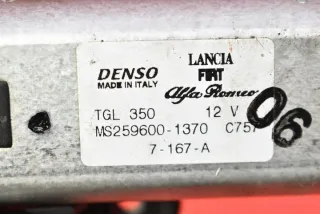 DENSO
MADE IN ITALY
LANCIA
FIAT
Alfa Romeo
TGL 350 12 V
MS259600-1370 C757
7-167-A
06